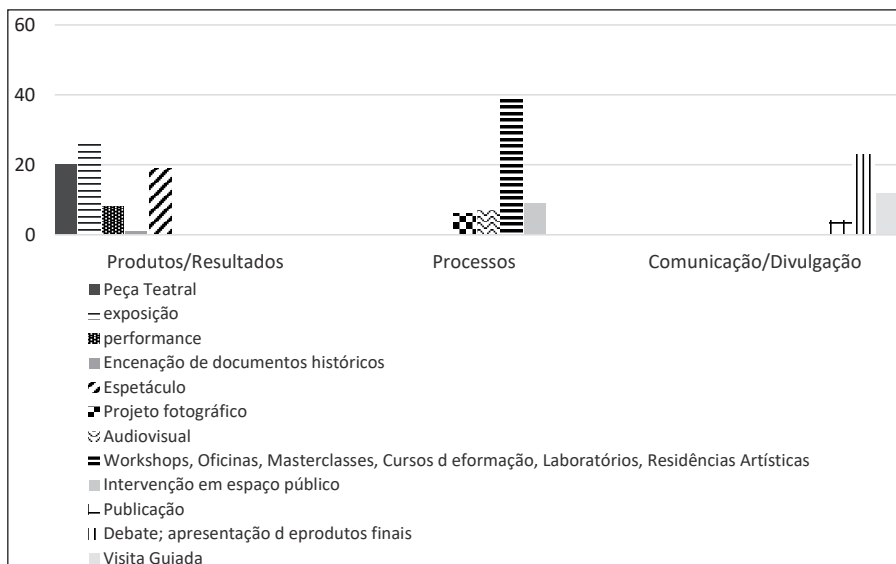 60
40
20
0
Produtos/Resultados Processos Comunicação/Divulgação
Peça Teatral
exposição
performance
Encenação de documentos históricos
Espetáculo
Projeto fotográfico
Audiovisual
Workshops, Oficinas, Masterclasses, Cursos d eformação, Laboratórios, Residências Artísticas
Intervenção em espaço público
Publicação
Debate; apresentação d eprodutos finais
Visita Guiada